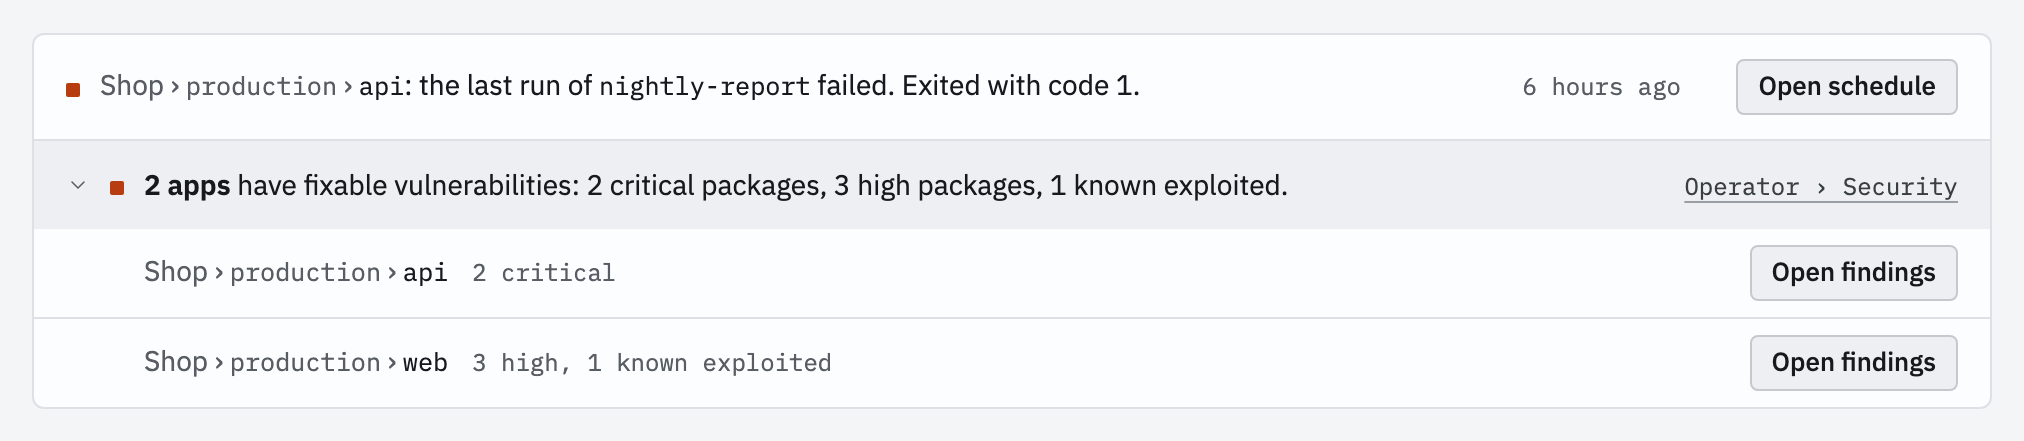 Shop › production › api: the last run of nightly-report failed. Exited with code 1. 6 hours ago Open schedule
2 apps have fixable vulnerabilities: 2 critical packages, 3 high packages, 1 known exploited. Operator › Security
Shop › production › api 2 critical Open findings
Shop › production › web 3 high, 1 known exploited Open findings